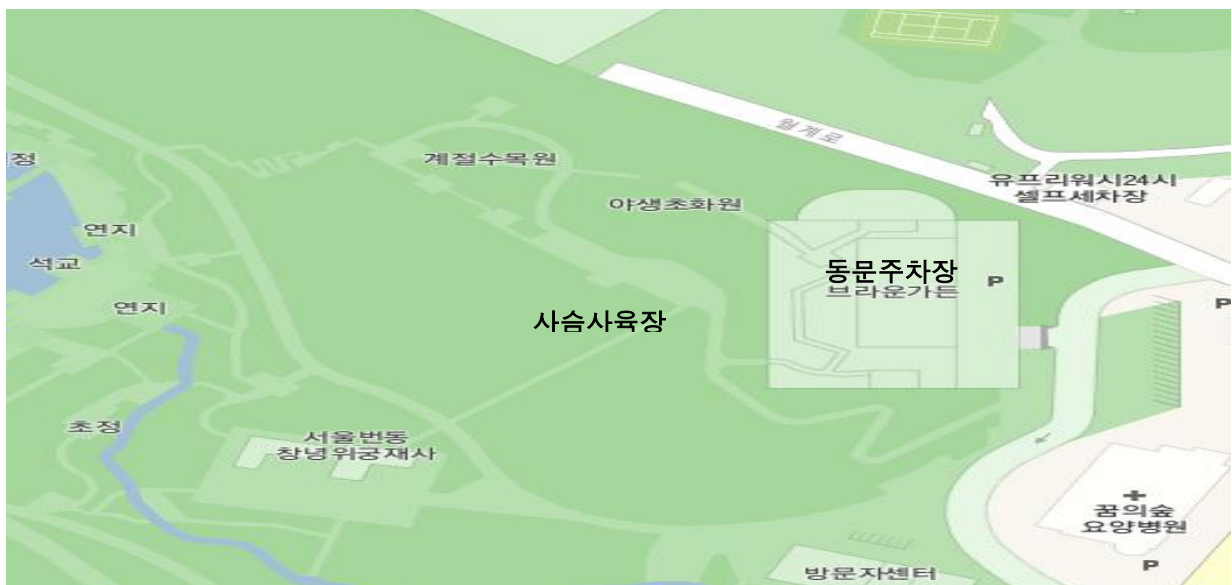 월계로
정
계절수목원
유프리워시24시
셀프세차장
야생초화원
연지
석교
동문주차장
브라운가든
P
P
연지
사슴사육장
초정
서울번동
창녕위궁재사
꿈의숲
요양병원
P
방문자센터